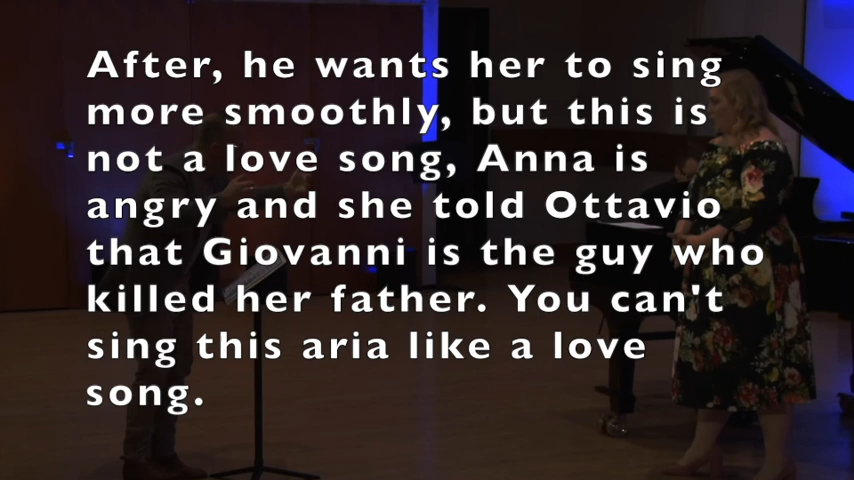 After, he wants her to sing
more smoothly, but this is
not a love song, Anna is
angry and she told Ottavio
that Giovanni is the guy who
killed her father. You can't
sing this aria like a love
song.